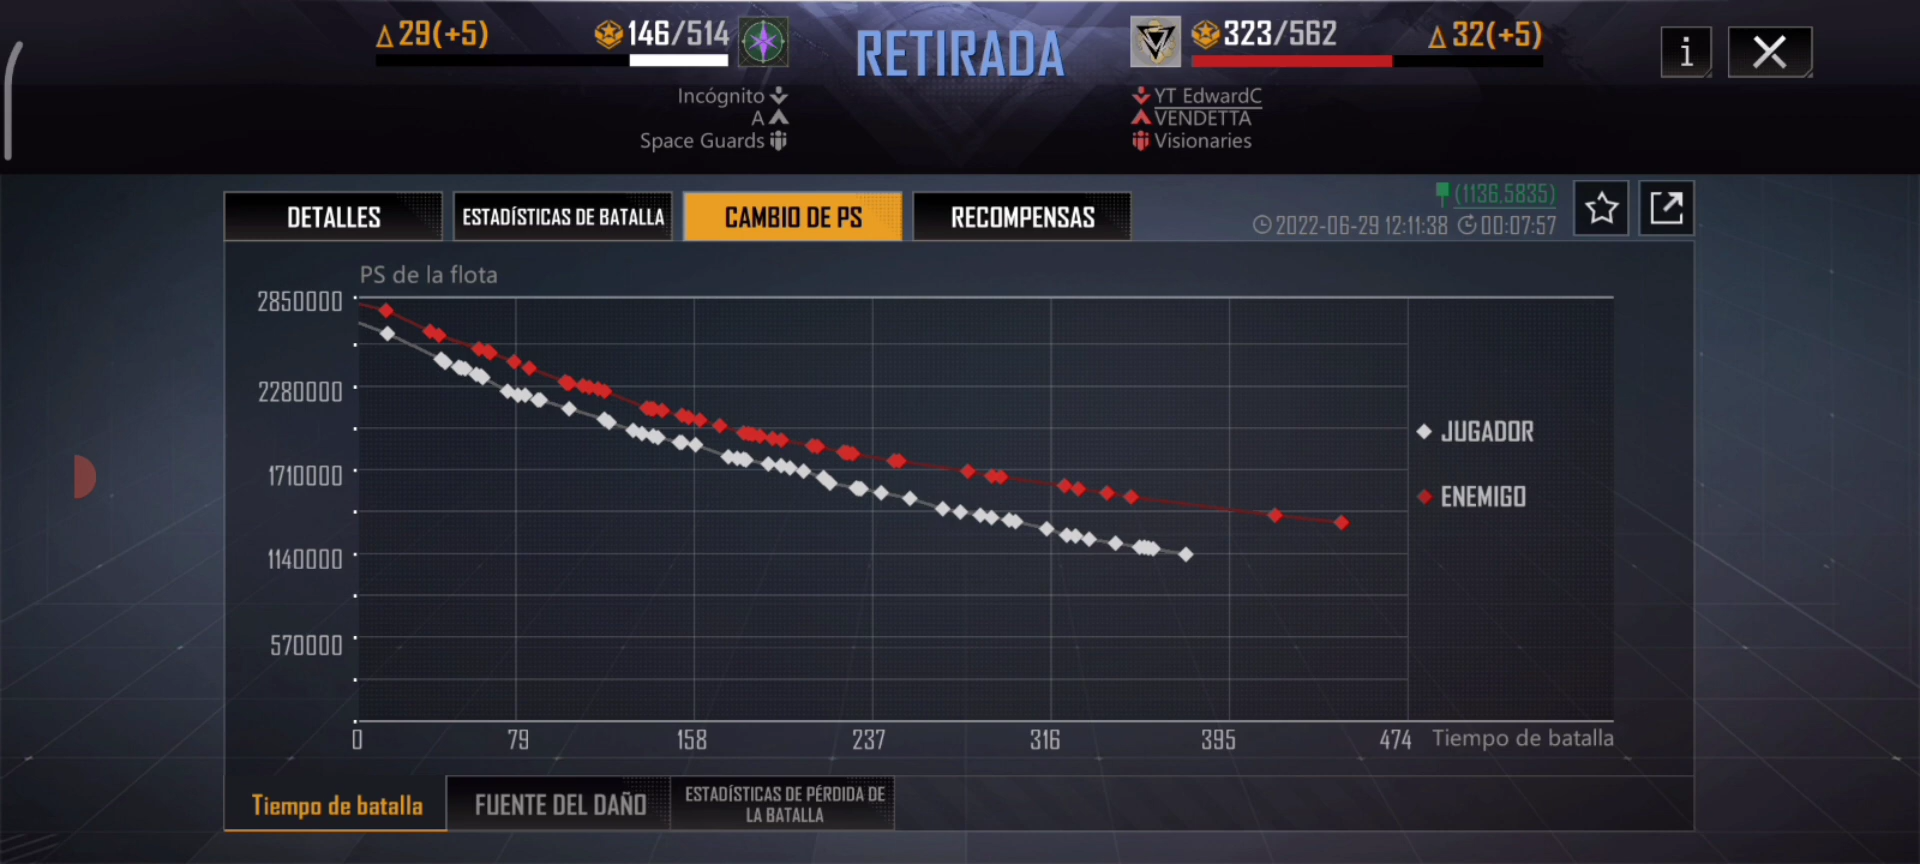 29(+5)
146/514
RETIRADA
323/562
32(+5)
i
Incógnito
A
Space Guards
YT EdwardC
VENDETTA
Visionaries
DETALLES
ESTADÍSTICAS DE BATALLA
CAMBIO DE PS
RECOMPENSAS
(1136,5835)
2022-06-29 12:11:38 00:07:57
PS de la flota
2850000
2280000
1710000
1140000
570000
JUGADOR
ENEMIGO
0 79 158 237 316 395 474 Tiempo de batalla
Tiempo de batalla
FUENTE DEL DAÑO
ESTADÍSTICAS DE PÉRDIDA DE
LA BATALLA